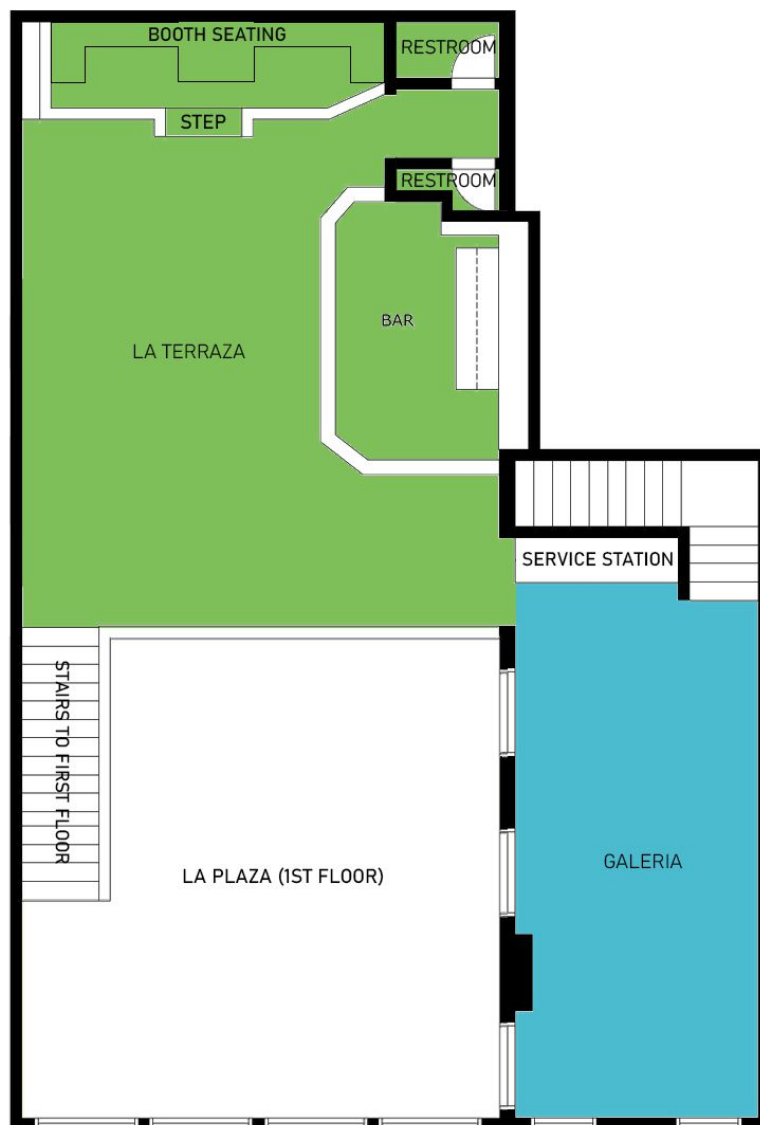 BOOTH SEATING
RESTROOM
STEP
RESTROOM
BAR
LA TERRAZA
SERVICE STATION
STAIRS TO FIRST FLOOR
GALERIA
LA PLAZA (1ST FLOOR)